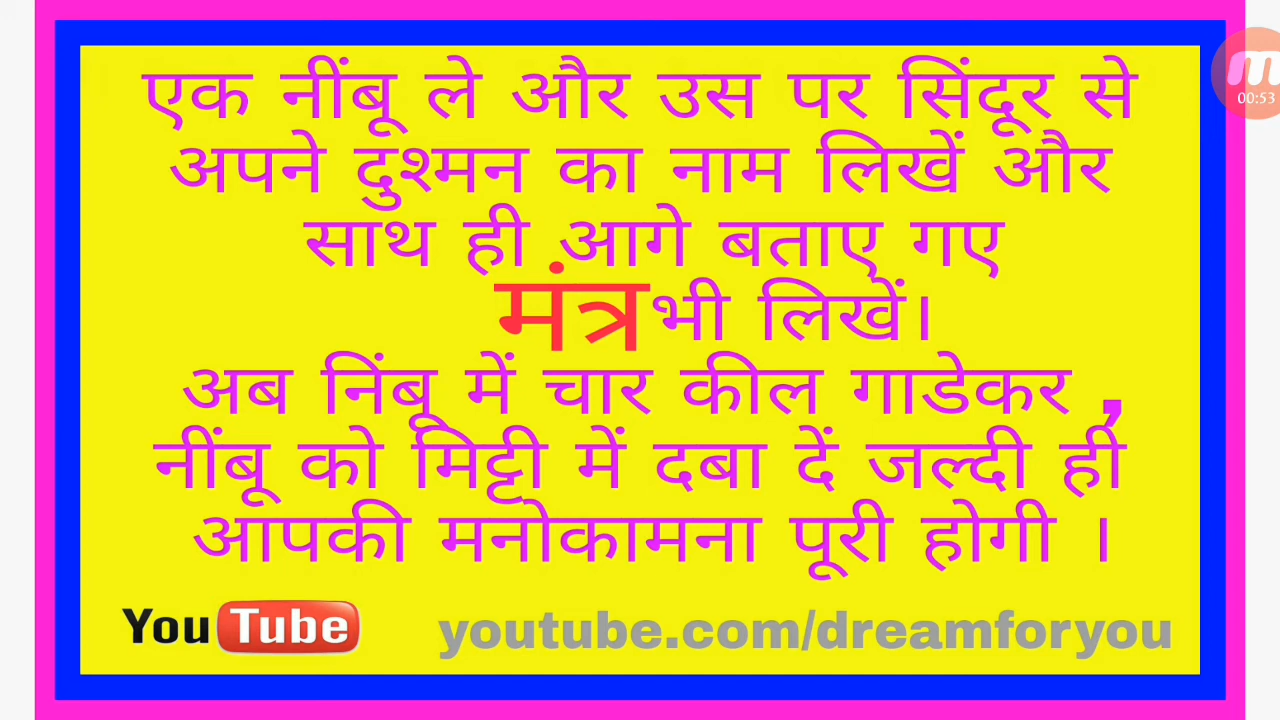 एक नींबू ले और उस पर सिंदूर से
अपने दुश्मन का नाम लिखें और
साथ ही आगे बताए गए
मंत्र भी लिखें।
अब निंबू में चार कील गाडेकर ,
नींबू को मिट्टी में दबा दें जल्दी ही
आपकी मनोकामना पूरी होगी ।
YouTube youtube.com/dreamforyou
00:53